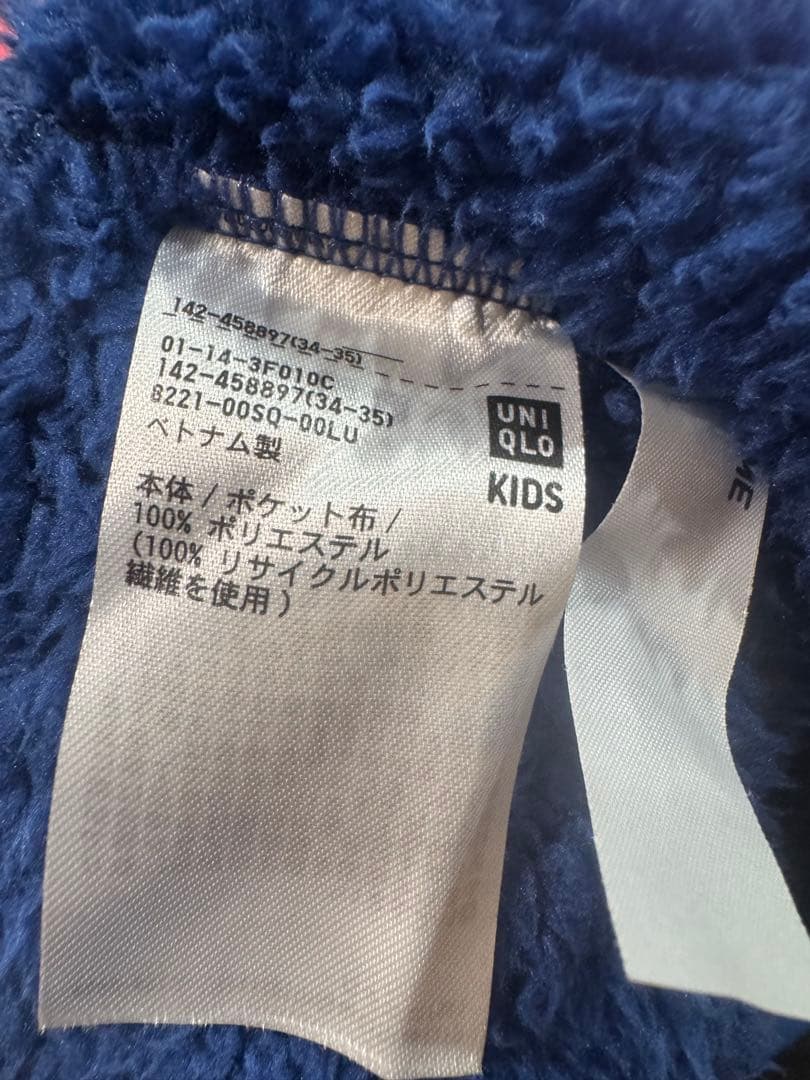 142-458897(34-35)
01-14-3F010C
142-458897(34-35)
8221-00SQ-00LU
ベトナム製
UNI
QLO
KIDS
本体 / ポケット布 /
100% ポリエステル
(100% リサイクルポリエステル
繊維を使用 )
ME